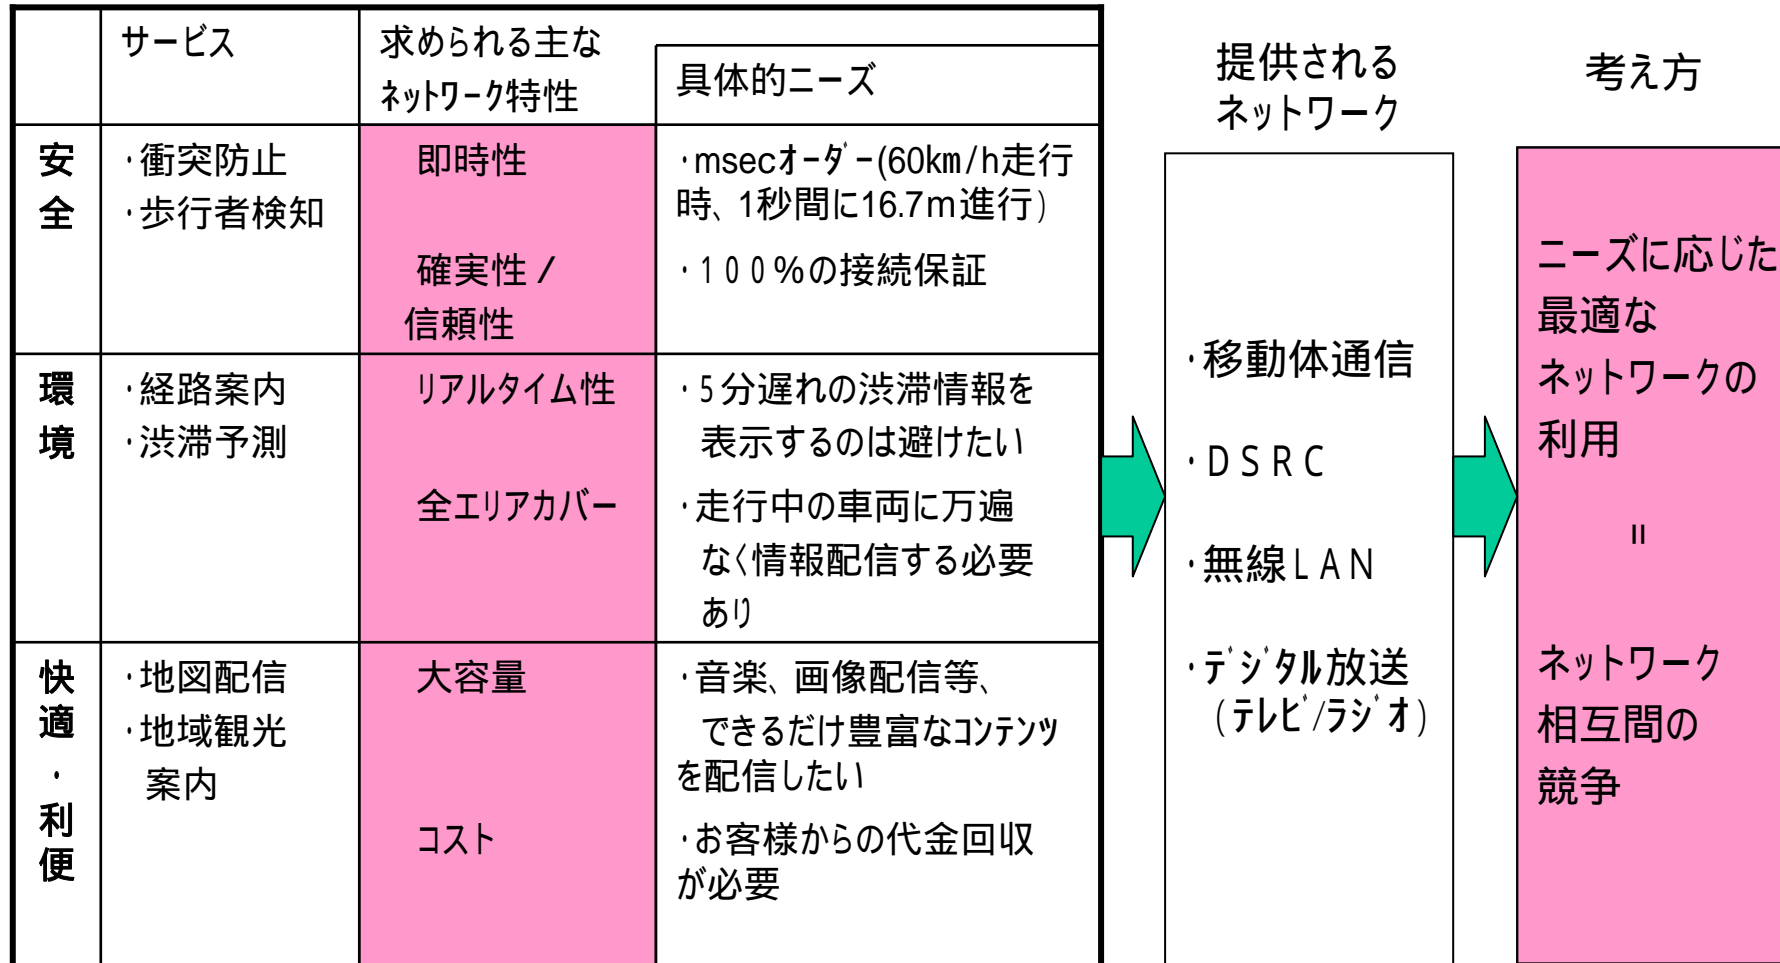 サービス
求められる主な
ネットワーク特性
具体的ニーズ
提供される
ネットワーク
考え方
安全
・衝突防止
・歩行者検知
即時性
・msecオーダー(60km/h走行
時、1秒間に16.7m進行)
確実性/
信頼性
・100%の接続保証
環境
・経路案内
・渋滞予測
リアルタイム性
・5分遅れの渋滞情報を
表示するのは避けたい
全エリアカバー
・走行中の車両に万遍
なく情報配信する必要
あり
快適・利便
・地図配信
・地域観光
案内
大容量
・音楽、画像配信等、
できるだけ豊富なコンテンツ
を配信したい
コスト
・お客様からの代金回収
が必要
・移動体通信
・DSRC
・無線LAN
・デジタル放送
(テレビ/ラジオ)
ニーズに応じた
最適な
ネットワークの
利用
=
ネットワーク
相互間の
競争